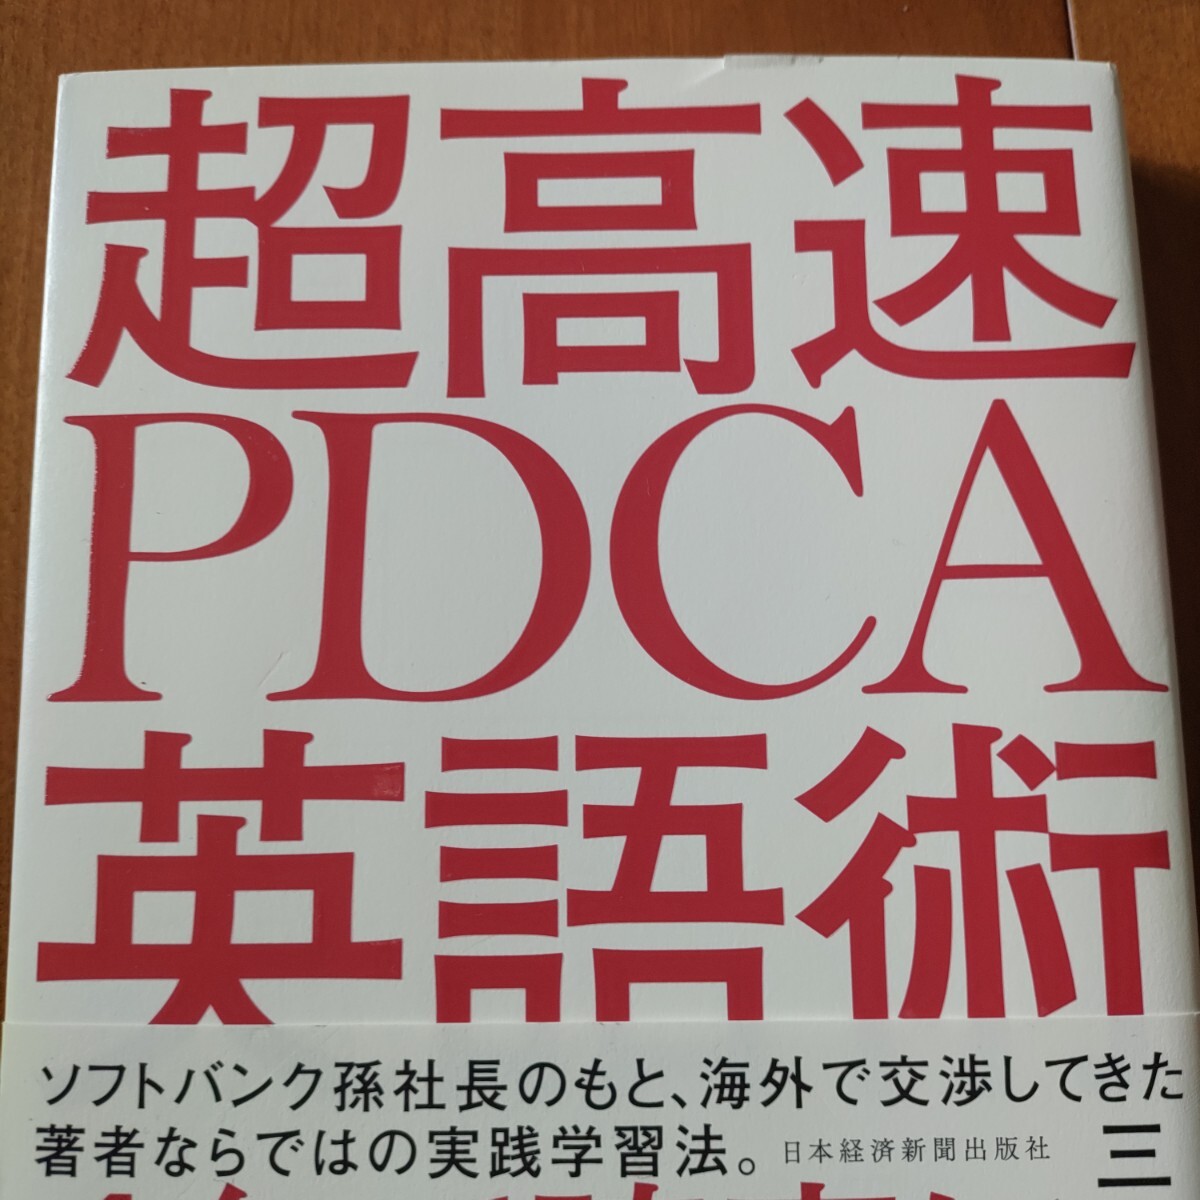 超高速
PDCA
英語術
ソフトバンク孫社長のもと、海外で交渉してきた
著者ならではの実践学習法。 日本経済新聞出版社
三